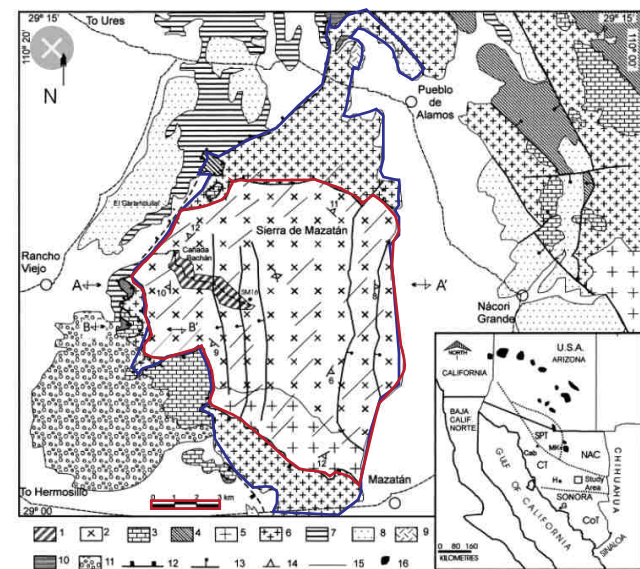 29° 15'
To Ures
29° 15'
110° 20'
110° 00'
N
Pueblo
de
Alamos
El Garambullal
12
11
Sierra de Mazatán
Cañada
Bachán
Rancho
Viejo
A
A'
10
SM16
8
Nácori
Grande
B
B'
9
6
12
Mazatán
To Hermosillo
29° 00
0 1 2 3 km
NORTH
U.S.A.
CALIFORNIA
ARIZONA
BAJA
CALIF.
NORTE
SPT
Cab
MK
NAC
CT
H
Study
Area
SONORA
G
CoT
GULF OF CALIFORNIA
CHIHUAHUA
SINALOA
0 80 160
KILOMETRES
1 2 3 4 5 6 7 8 9
10 11 12 13 14 15 16